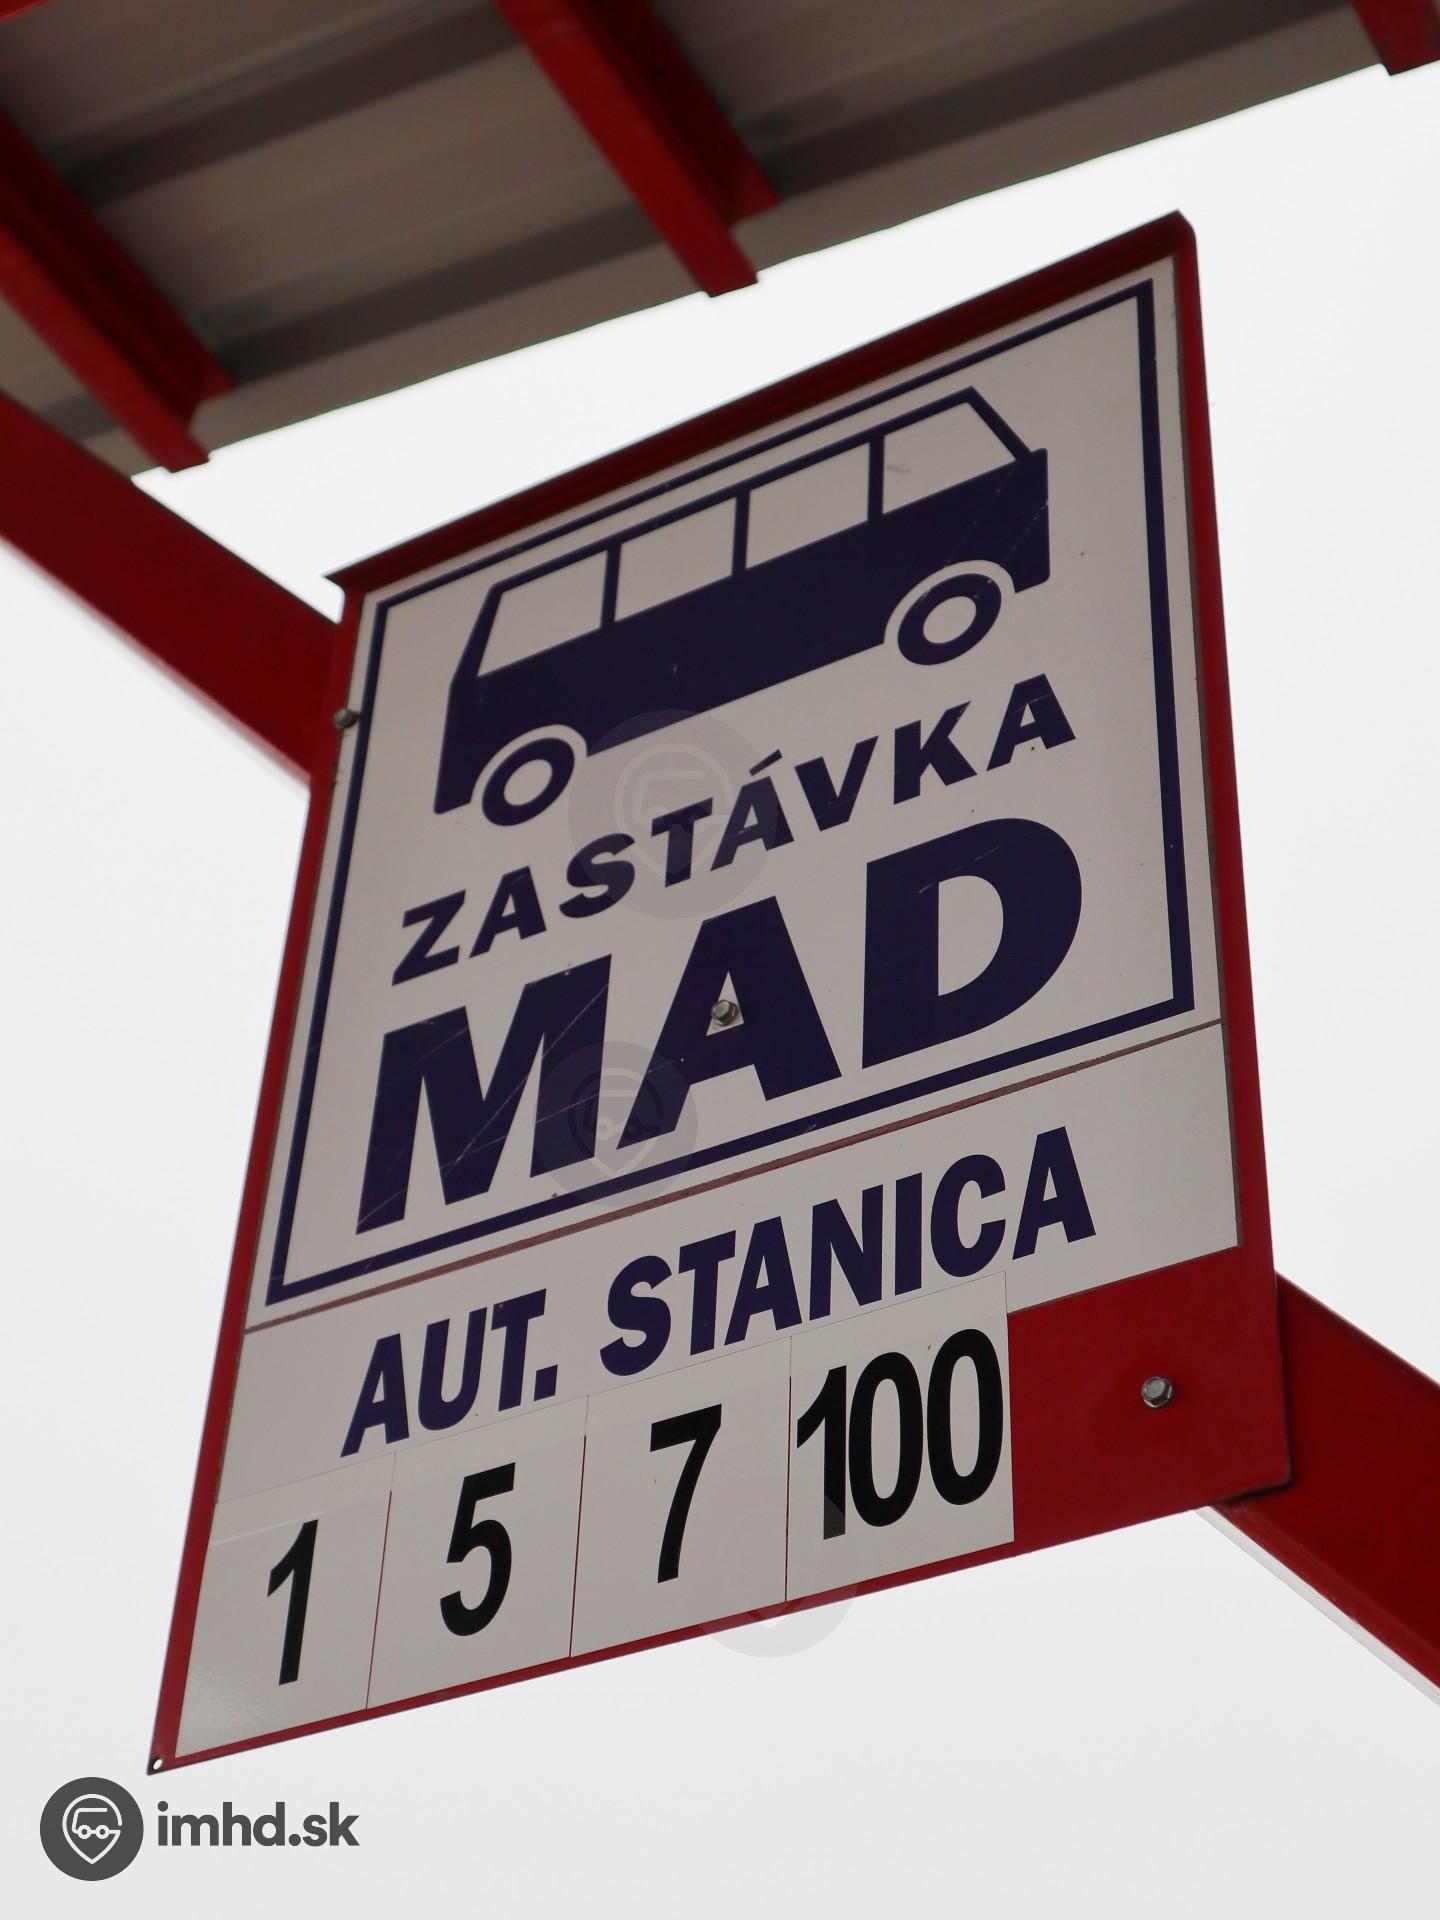 ZASTÁVKA
MAD
AUT. STANICA
1 5 7 100
imhd.sk